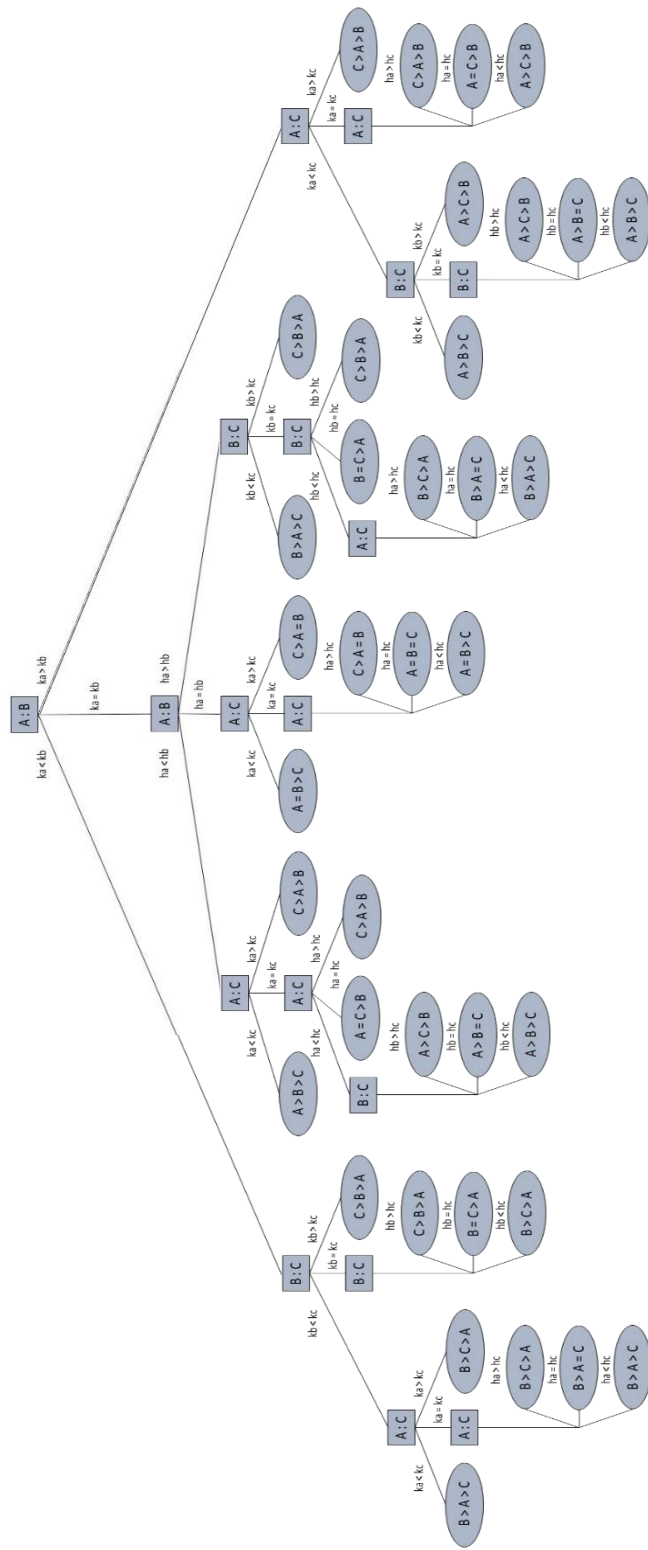 A:B
ka<kb
ka=kb
ka>kb
A:B
ha<hb
ha=hb
ha>hb
A:C
A:C
B:C
ka<kc
ka=kc
ka>kc
ka<kc
ka=kc
ka>kc
kb<kc
kb=kc
kb>kc
B:C
A>B>C
A:C
C>A>B
A=B>C
A:C
C>A=B
B>A>C
B:C
C>B>A
A:C
kb<kc
kb=kc
kb>kc
ha<hc
ha=hc
ha>hc
hb<hc
hb=hc
hb>hc
ka<kc
ka=kc
ka>kc
B:C
C>B>A
B:C
A=C>B
C>A>B
A:C
B=C>A
C>B>A
A:C
C>A>B
A:C
hb>hc
C>B>A
hb=hc
B=C>A
hb<hc
B>C>A
hb>hc
A>C>B
hb=hc
A>B=C
hb<hc
A>B>C
ha>hc
C>A=B
ha=hc
A=B=C
ha<hc
A=B>C
ha>hc
B>C>A
ha=hc
B>A=C
ha<hc
B>A>C
B:C
ha>hc
C>A>B
ha=hc
A=C>B
ha<hc
A>C>B
ka<kc
ka=kc
ka>kc
kb<kc
kb=kc
kb>kc
B>A>C
A:C
B>C>A
A>B>C
B:C
A>C>B
ha>hc
B>C>A
ha=hc
B>A=C
ha<hc
B>A>C
hb>hc
A>C>B
hb=hc
A>B=C
hb<hc
A>B>C